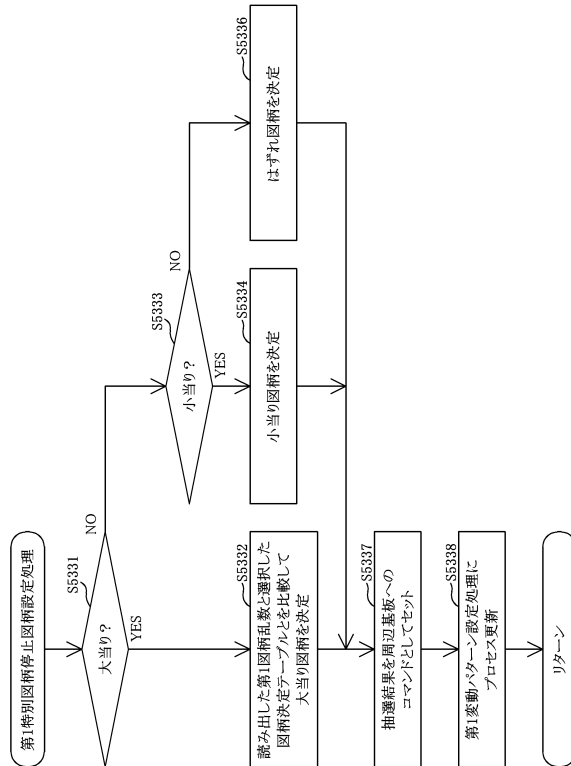 第1特別図柄停止図柄設定処理
S5331
大当り?
NO
YES
S5333
小当り?
NO
YES
S5332
読み出した第1図柄乱数と選択した
図柄決定テーブルとを比較して
大当り図柄を決定
S5334
小当り図柄を決定
S5336
はずれ図柄を決定
S5337
抽選結果を周辺基板への
コマンドとしてセット
S5338
第1変動パターン設定処理に
プロセス更新
リターン